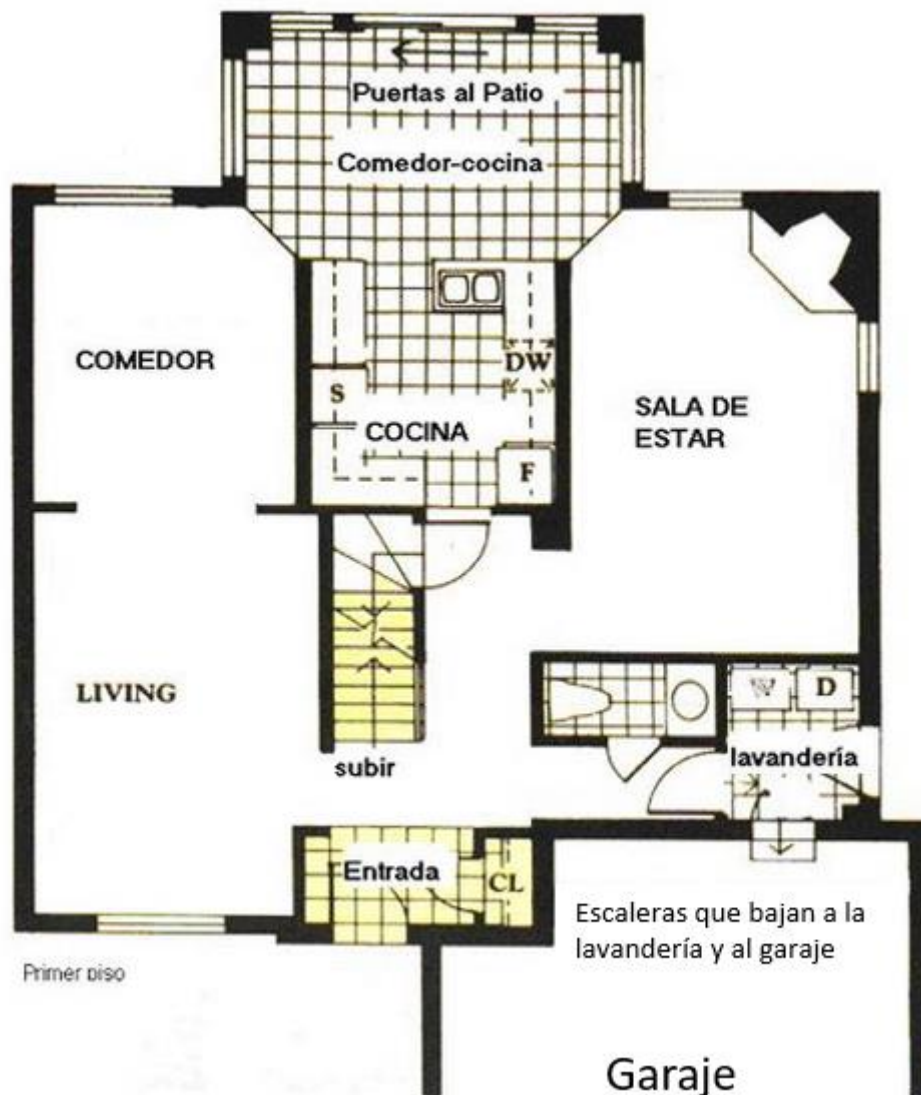 Puertas al Patio
Comedor-cocina
COMEDOR
DW
S
SALA DE
ESTAR
COCINA
F
LIVING
W
D
subir
lavandería
Entrada
CL
Escaleras que bajan a la
lavandería y al garaje
Primer piso
Garaje